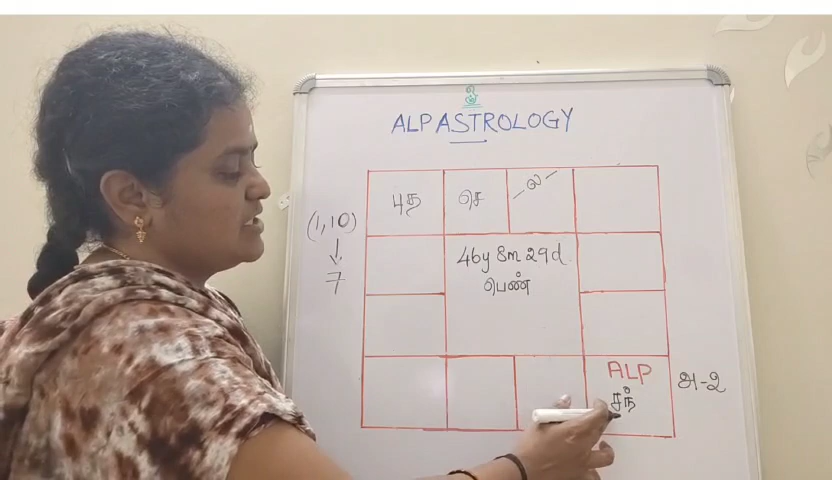 ALP ASTROLOGY
புத
செ
ல
(1,10)
↓
7
46y 8m 29d
பெண்
ALP
சந்
அ-2